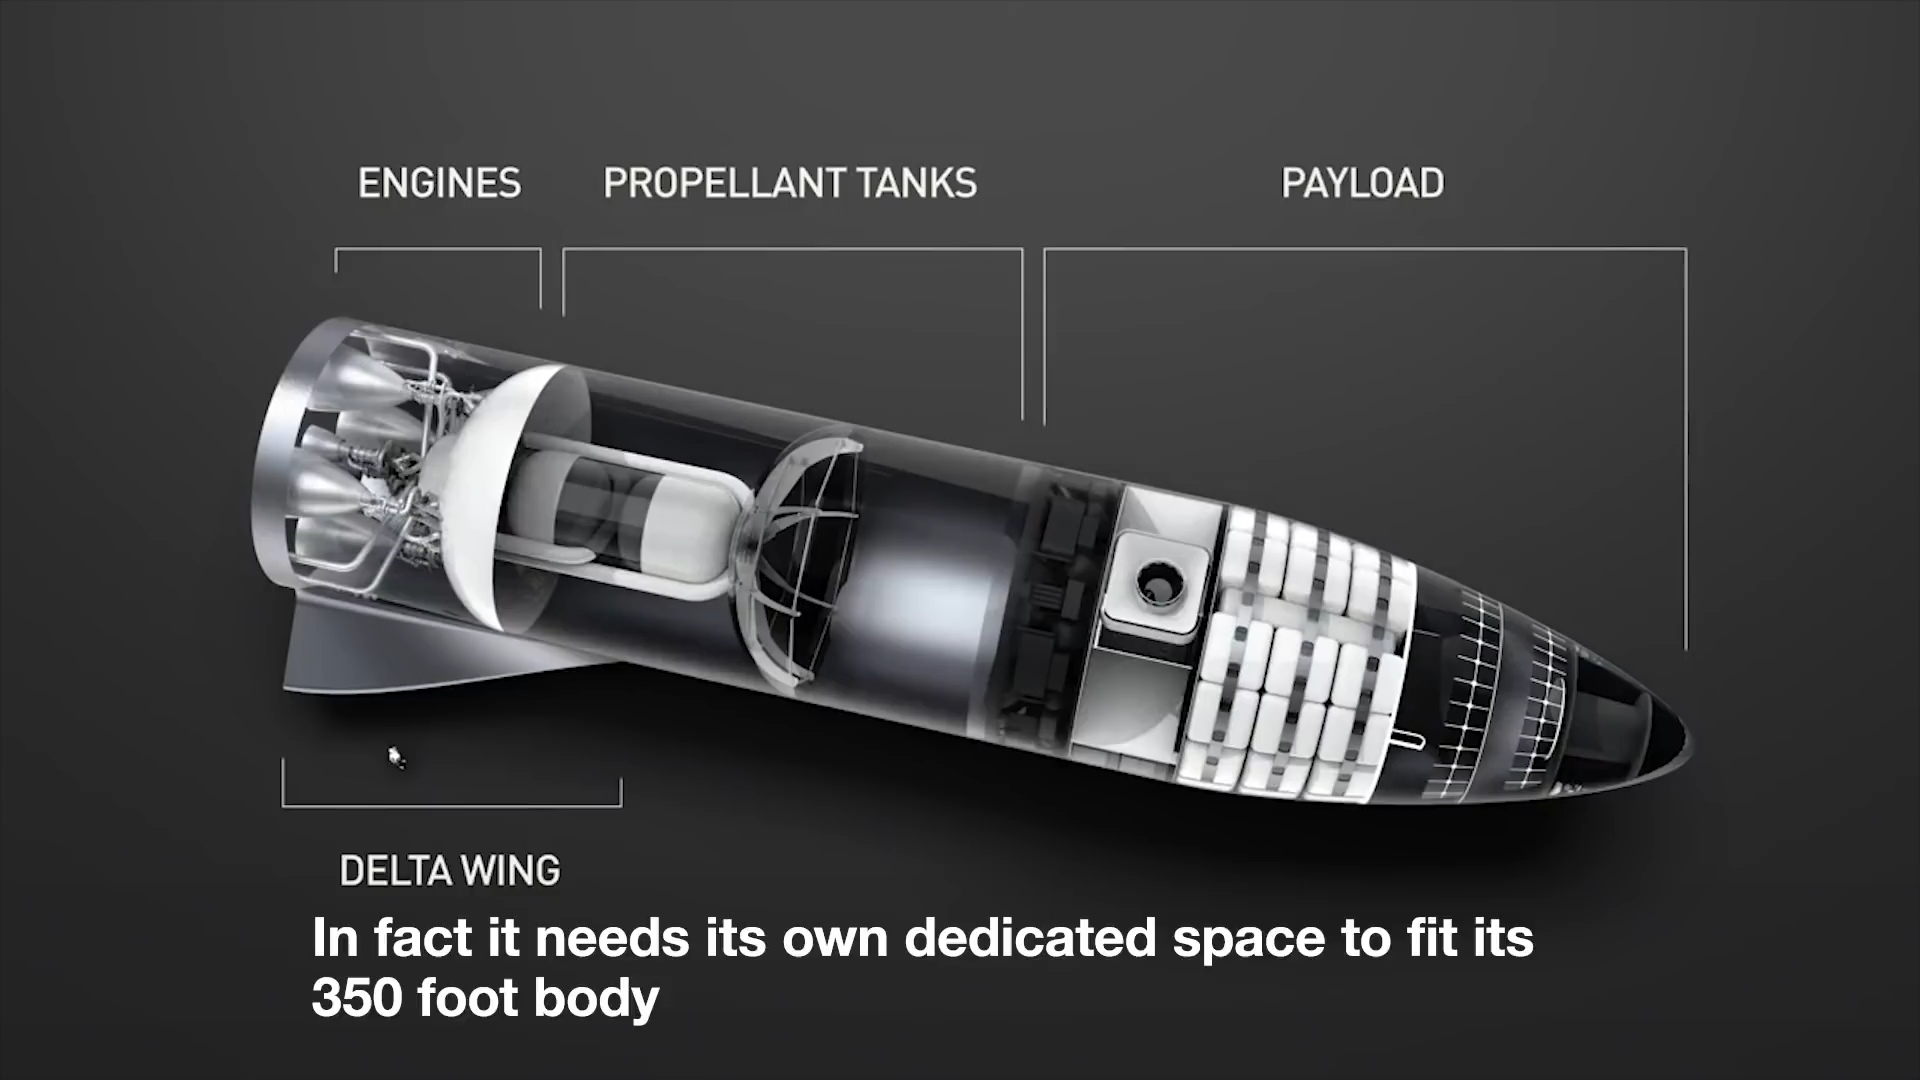 ENGINES
PROPELLANT TANKS
PAYLOAD
DELTA WING
In fact it needs its own dedicated space to fit its
350 foot body